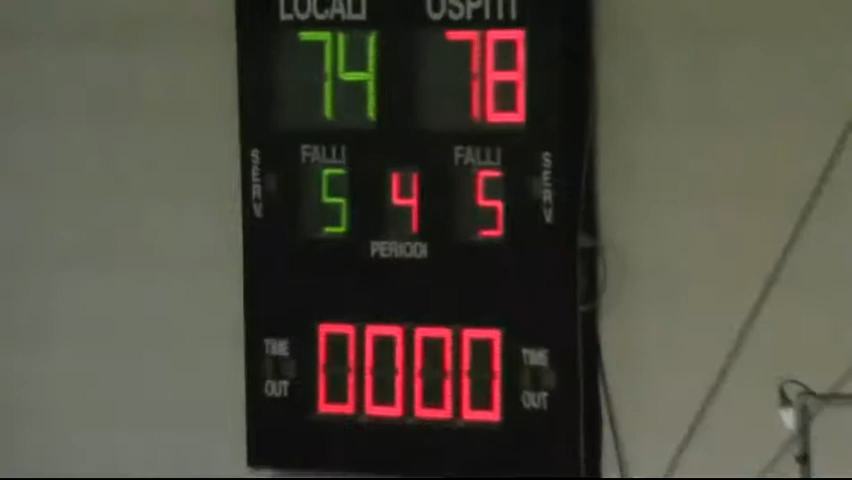 LOCALI OSPITI
74 78
FALLI FALLI
SERV 5 4 5 SERV
PERIODI
TIME 0000 TIME
OUT OUT